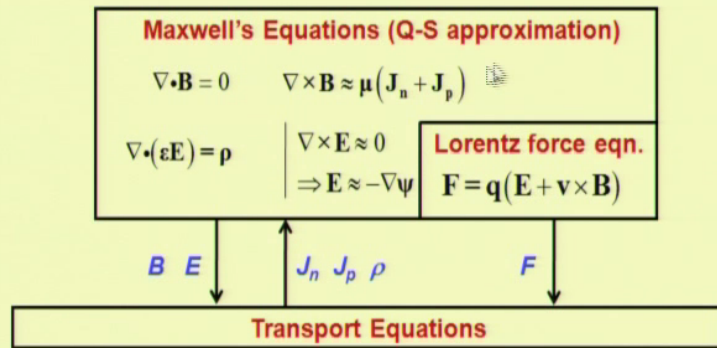 Maxwell's Equations (Q-S approximation)
∇•B = 0 ∇×B ≈ μ(Jₙ + Jₚ)
∇•(εE) = ρ ∇×E ≈ 0
⇒ E ≈ -∇ψ
Lorentz force eqn.
F = q(E + v×B)
B E Jₙ Jₚ ρ F
Transport Equations